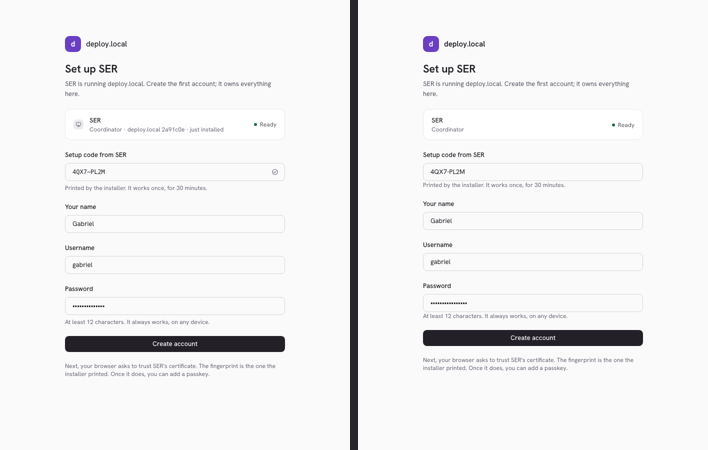 d deploy.local
Set up SER
SER is running deploy.local. Create the first account; it owns everything
here.
SER
Coordinator · deploy.local 2a91c0e · just installed
Ready
Setup code from SER
4QX7-PL2M
Printed by the installer. It works once, for 30 minutes.
Your name
Gabriel
Username
gabriel
Password
••••••••••••••
At least 12 characters. It always works, on any device.
Create account
Next, your browser asks to trust SER's certificate. The fingerprint is the one the
installer printed. Once it does, you can add a passkey.
d deploy.local
Set up SER
SER is running deploy.local. Create the first account; it owns everything
here.
SER
Coordinator
Ready
Setup code from SER
4QX7-PL2M
Printed by the installer. It works once, for 30 minutes.
Your name
Gabriel
Username
gabriel
Password
••••••••••••••••
At least 12 characters. It always works, on any device.
Create account
Next, your browser asks to trust SER's certificate. The fingerprint is the one the
installer printed. Once it does, you can add a passkey.